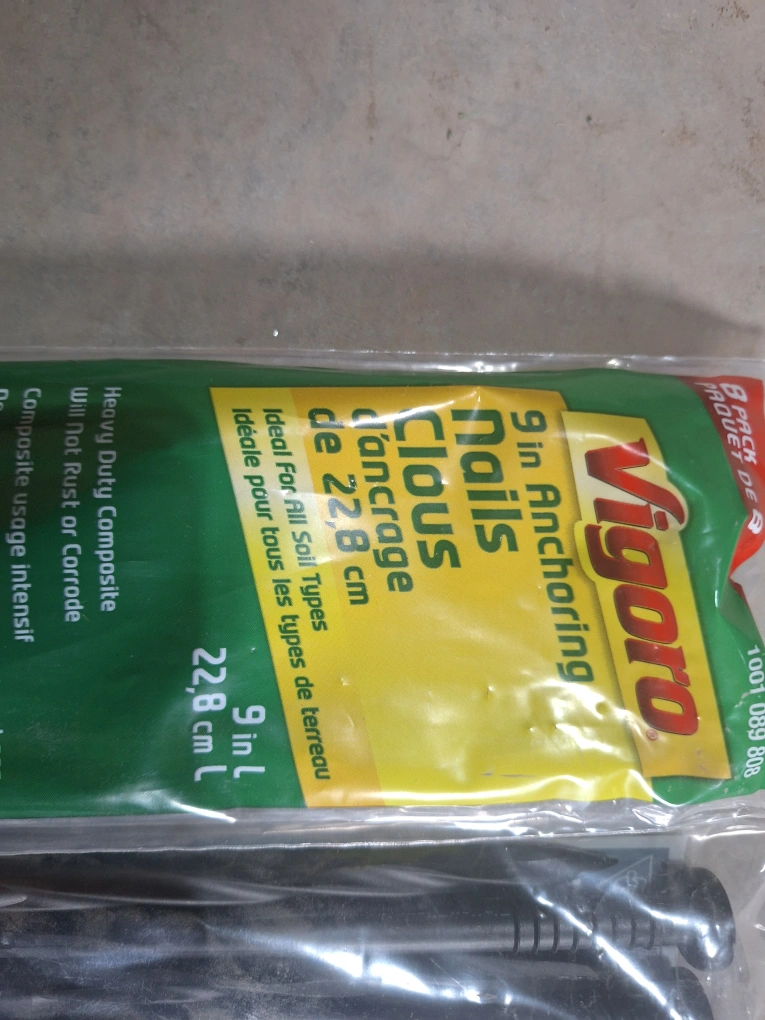 8 PACK
PAQUET DE 8
1001 089 808
Vigoro®
9 in Anchoring
Nails
Clous
d'ancrage
de 22,8 cm
Ideal For All Soil Types
Idéale pour tous les types de terreau
9 in L
22,8 cm L
Heavy Duty Composite
Will Not Rust or Corrode
Composite usage intensif